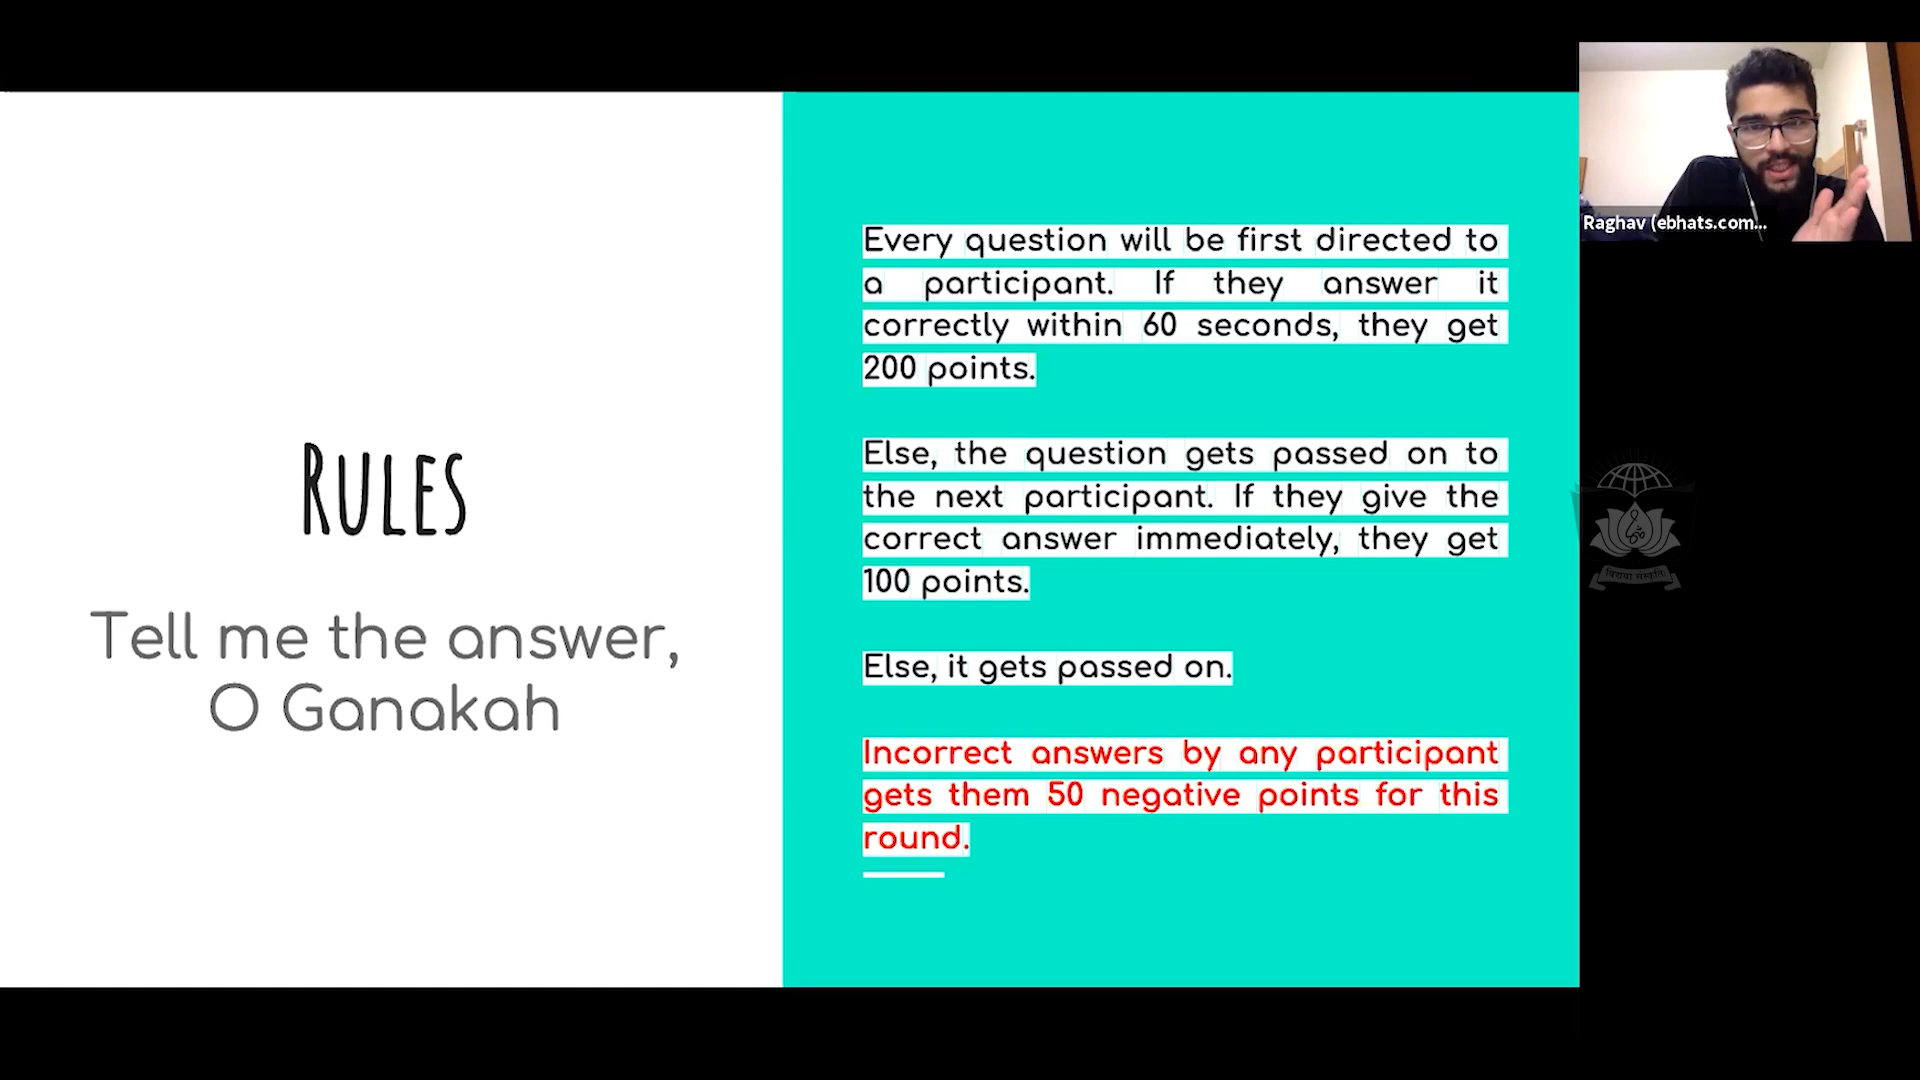 Rules
Tell me the answer,
O Ganakah
Every question will be first directed to
a participant. If they answer it
correctly within 60 seconds, they get
200 points.
Else, the question gets passed on to
the next participant. If they give the
correct answer immediately, they get
100 points.
Else, it gets passed on.
Incorrect answers by any participant
gets them 50 negative points for this
round.
Raghav (ebhats.com...
विद्यया संस्कृतिः